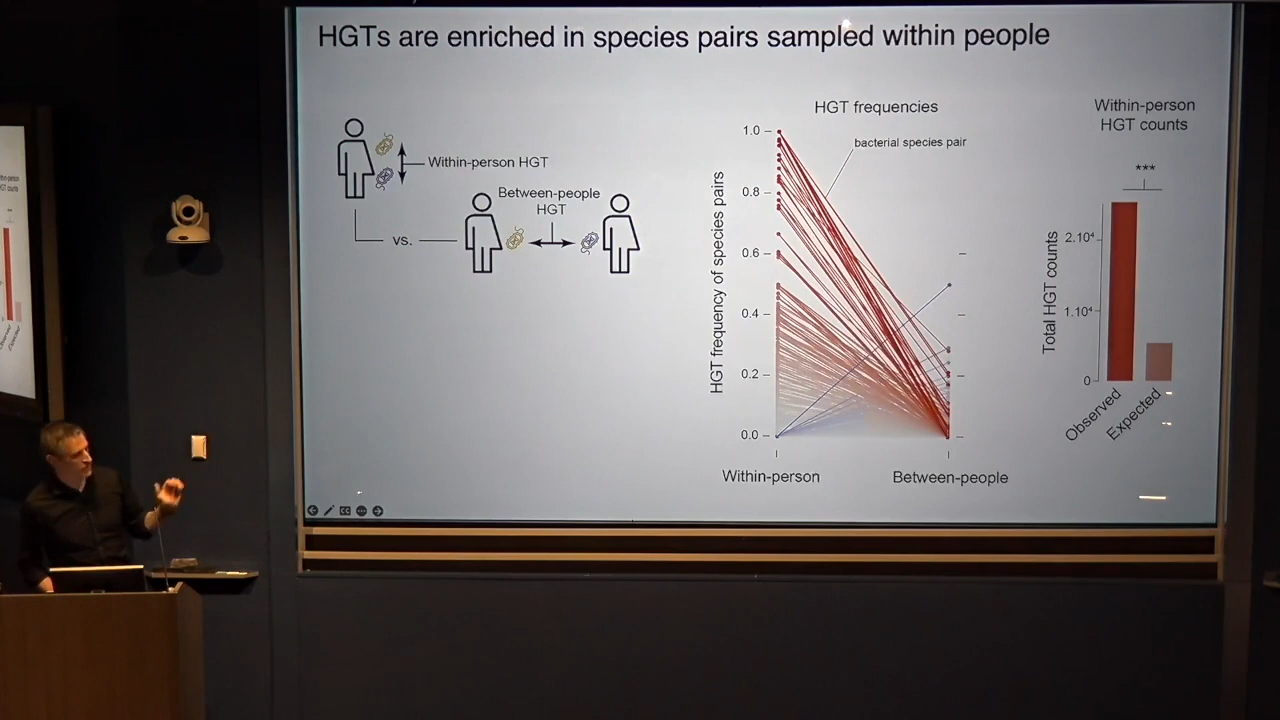 HGTs are enriched in species pairs sampled within people
Within-person HGT
vs.
Between-people
HGT
HGT frequencies
bacterial species pair
HGT frequency of species pairs
1.0
0.8
0.6
0.4
0.2
0.0
Within-person
Between-people
Within-person
HGT counts
***
Total HGT counts
2.10⁴
1.10⁴
0
Observed
Expected
CC